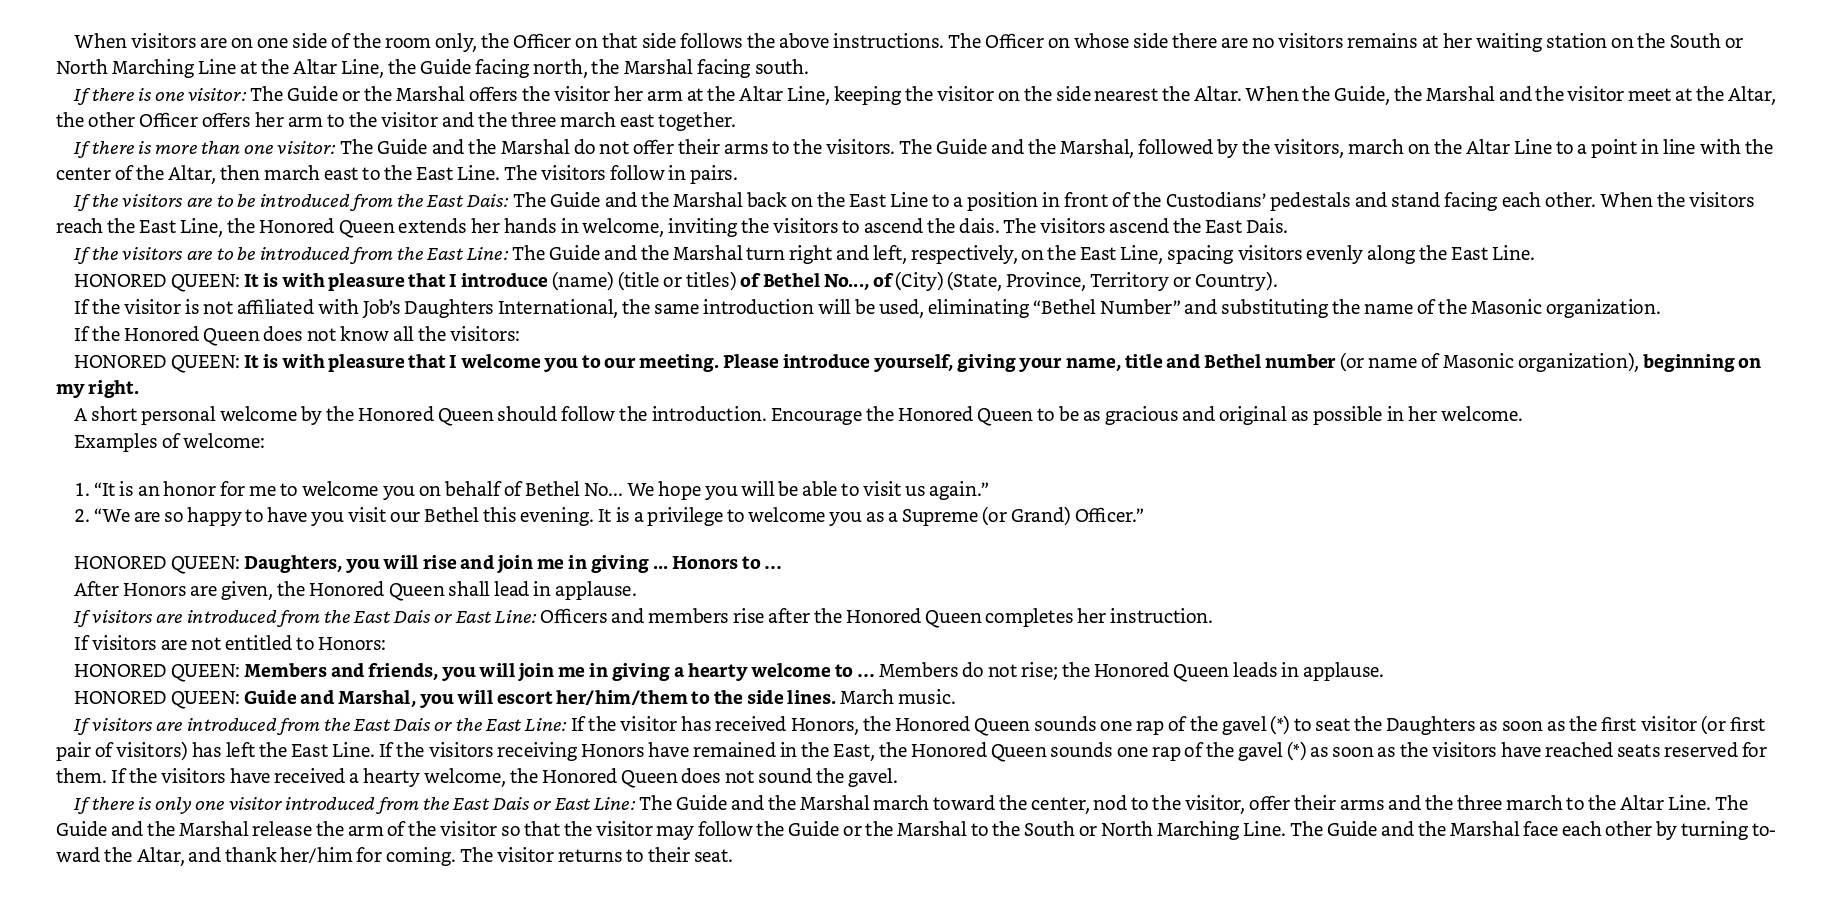 When visitors are on one side of the room only, the Officer on that side follows the above instructions. The Officer on whose side there are no visitors remains at her waiting station on the South or
North Marching Line at the Altar Line, the Guide facing north, the Marshal facing south.
If there is one visitor: The Guide or the Marshal offers the visitor her arm at the Altar Line, keeping the visitor on the side nearest the Altar. When the Guide, the Marshal and the visitor meet at the Altar,
the other Officer offers her arm to the visitor and the three march east together.
If there is more than one visitor: The Guide and the Marshal do not offer their arms to the visitors. The Guide and the Marshal, followed by the visitors, march on the Altar Line to a point in line with the
center of the Altar, then march east to the East Line. The visitors follow in pairs.
If the visitors are to be introduced from the East Dais: The Guide and the Marshal back on the East Line to a position in front of the Custodians’ pedestals and stand facing each other. When the visitors
reach the East Line, the Honored Queen extends her hands in welcome, inviting the visitors to ascend the dais. The visitors ascend the East Dais.
If the visitors are to be introduced from the East Line: The Guide and the Marshal turn right and left, respectively, on the East Line, spacing visitors evenly along the East Line.
HONORED QUEEN: It is with pleasure that I introduce (name) (title or titles) of Bethel No..., of (City) (State, Province, Territory or Country).
If the visitor is not affiliated with Job’s Daughters International, the same introduction will be used, eliminating “Bethel Number” and substituting the name of the Masonic organization.
If the Honored Queen does not know all the visitors:
HONORED QUEEN: It is with pleasure that I welcome you to our meeting. Please introduce yourself, giving your name, title and Bethel number (or name of Masonic organization), beginning on
my right.
A short personal welcome by the Honored Queen should follow the introduction. Encourage the Honored Queen to be as gracious and original as possible in her welcome.
Examples of welcome:
1. “It is an honor for me to welcome you on behalf of Bethel No... We hope you will be able to visit us again.”
2. “We are so happy to have you visit our Bethel this evening. It is a privilege to welcome you as a Supreme (or Grand) Officer.”
HONORED QUEEN: Daughters, you will rise and join me in giving ... Honors to ...
After Honors are given, the Honored Queen shall lead in applause.
If visitors are introduced from the East Dais or East Line: Officers and members rise after the Honored Queen completes her instruction.
If visitors are not entitled to Honors:
HONORED QUEEN: Members and friends, you will join me in giving a hearty welcome to ... Members do not rise; the Honored Queen leads in applause.
HONORED QUEEN: Guide and Marshal, you will escort her/him/them to the side lines. March music.
If visitors are introduced from the East Dais or the East Line: If the visitor has received Honors, the Honored Queen sounds one rap of the gavel (*) to seat the Daughters as soon as the first visitor (or first
pair of visitors) has left the East Line. If the visitors receiving Honors have remained in the East, the Honored Queen sounds one rap of the gavel (*) as soon as the visitors have reached seats reserved for
them. If the visitors have received a hearty welcome, the Honored Queen does not sound the gavel.
If there is only one visitor introduced from the East Dais or East Line: The Guide and the Marshal march toward the center, nod to the visitor, offer their arms and the three march to the Altar Line. The
Guide and the Marshal release the arm of the visitor so that the visitor may follow the Guide or the Marshal to the South or North Marching Line. The Guide and the Marshal face each other by turning to-
ward the Altar, and thank her/him for coming. The visitor returns to their seat.